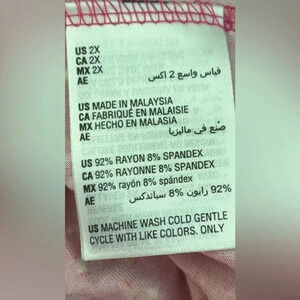 US 2X
CA 2X
MX 2X
AE قياس واسع 2 اكس
US MADE IN MALAYSIA
CA FABRIQUÉ EN MALAISIE
MX HECHO EN MALASIA
AE صنع في ماليزيا
US 92% RAYON 8% SPANDEX
CA 92% RAYONNE 8% SPANDEX
MX 92% rayón 8% spándex
AE 92% رايون 8% سباندكس
US MACHINE WASH COLD GENTLE
CYCLE WITH LIKE COLORS. ONLY